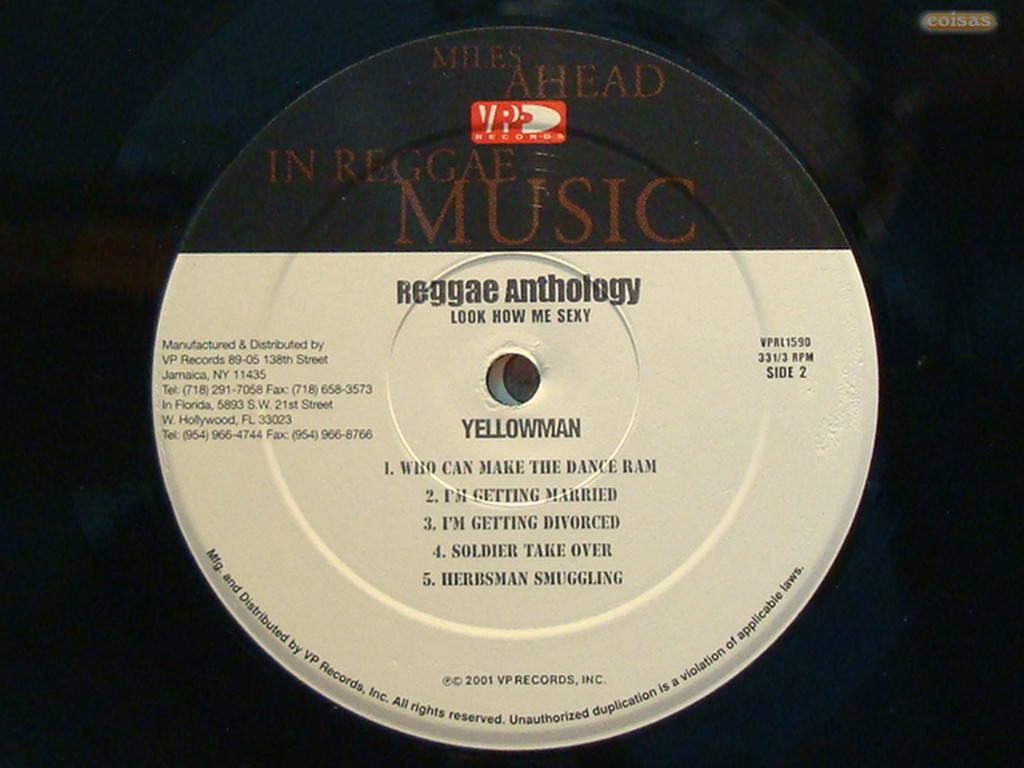 coisas
MILES
AHEAD
VP
RECORDS
IN REGGAE
MUSIC
Reggae Anthology
LOOK HOW ME SEXY
Manufactured & Distributed by
VP Records 89-05 138th Street
Jamaica, NY 11435
Tel: (718) 291-7058 Fax: (718) 658-3573
In Florida, 5893 S.W. 21st Street
W. Hollywood, FL 33023
Tel: (954) 966-4744 Fax: (954) 966-8766
VPRL1590
331/3 RPM
SIDE 2
YELLOWMAN
1. WHO CAN MAKE THE DANCE RAM
2. I'M GETTING MARRIED
3. I'M GETTING DIVORCED
4. SOLDIER TAKE OVER
5. HERBSMAN SMUGGLING
℗© 2001 VP RECORDS, INC.
Mfg. and Distributed by VP Records, Inc. All rights reserved. Unauthorized duplication is a violation of applicable laws.